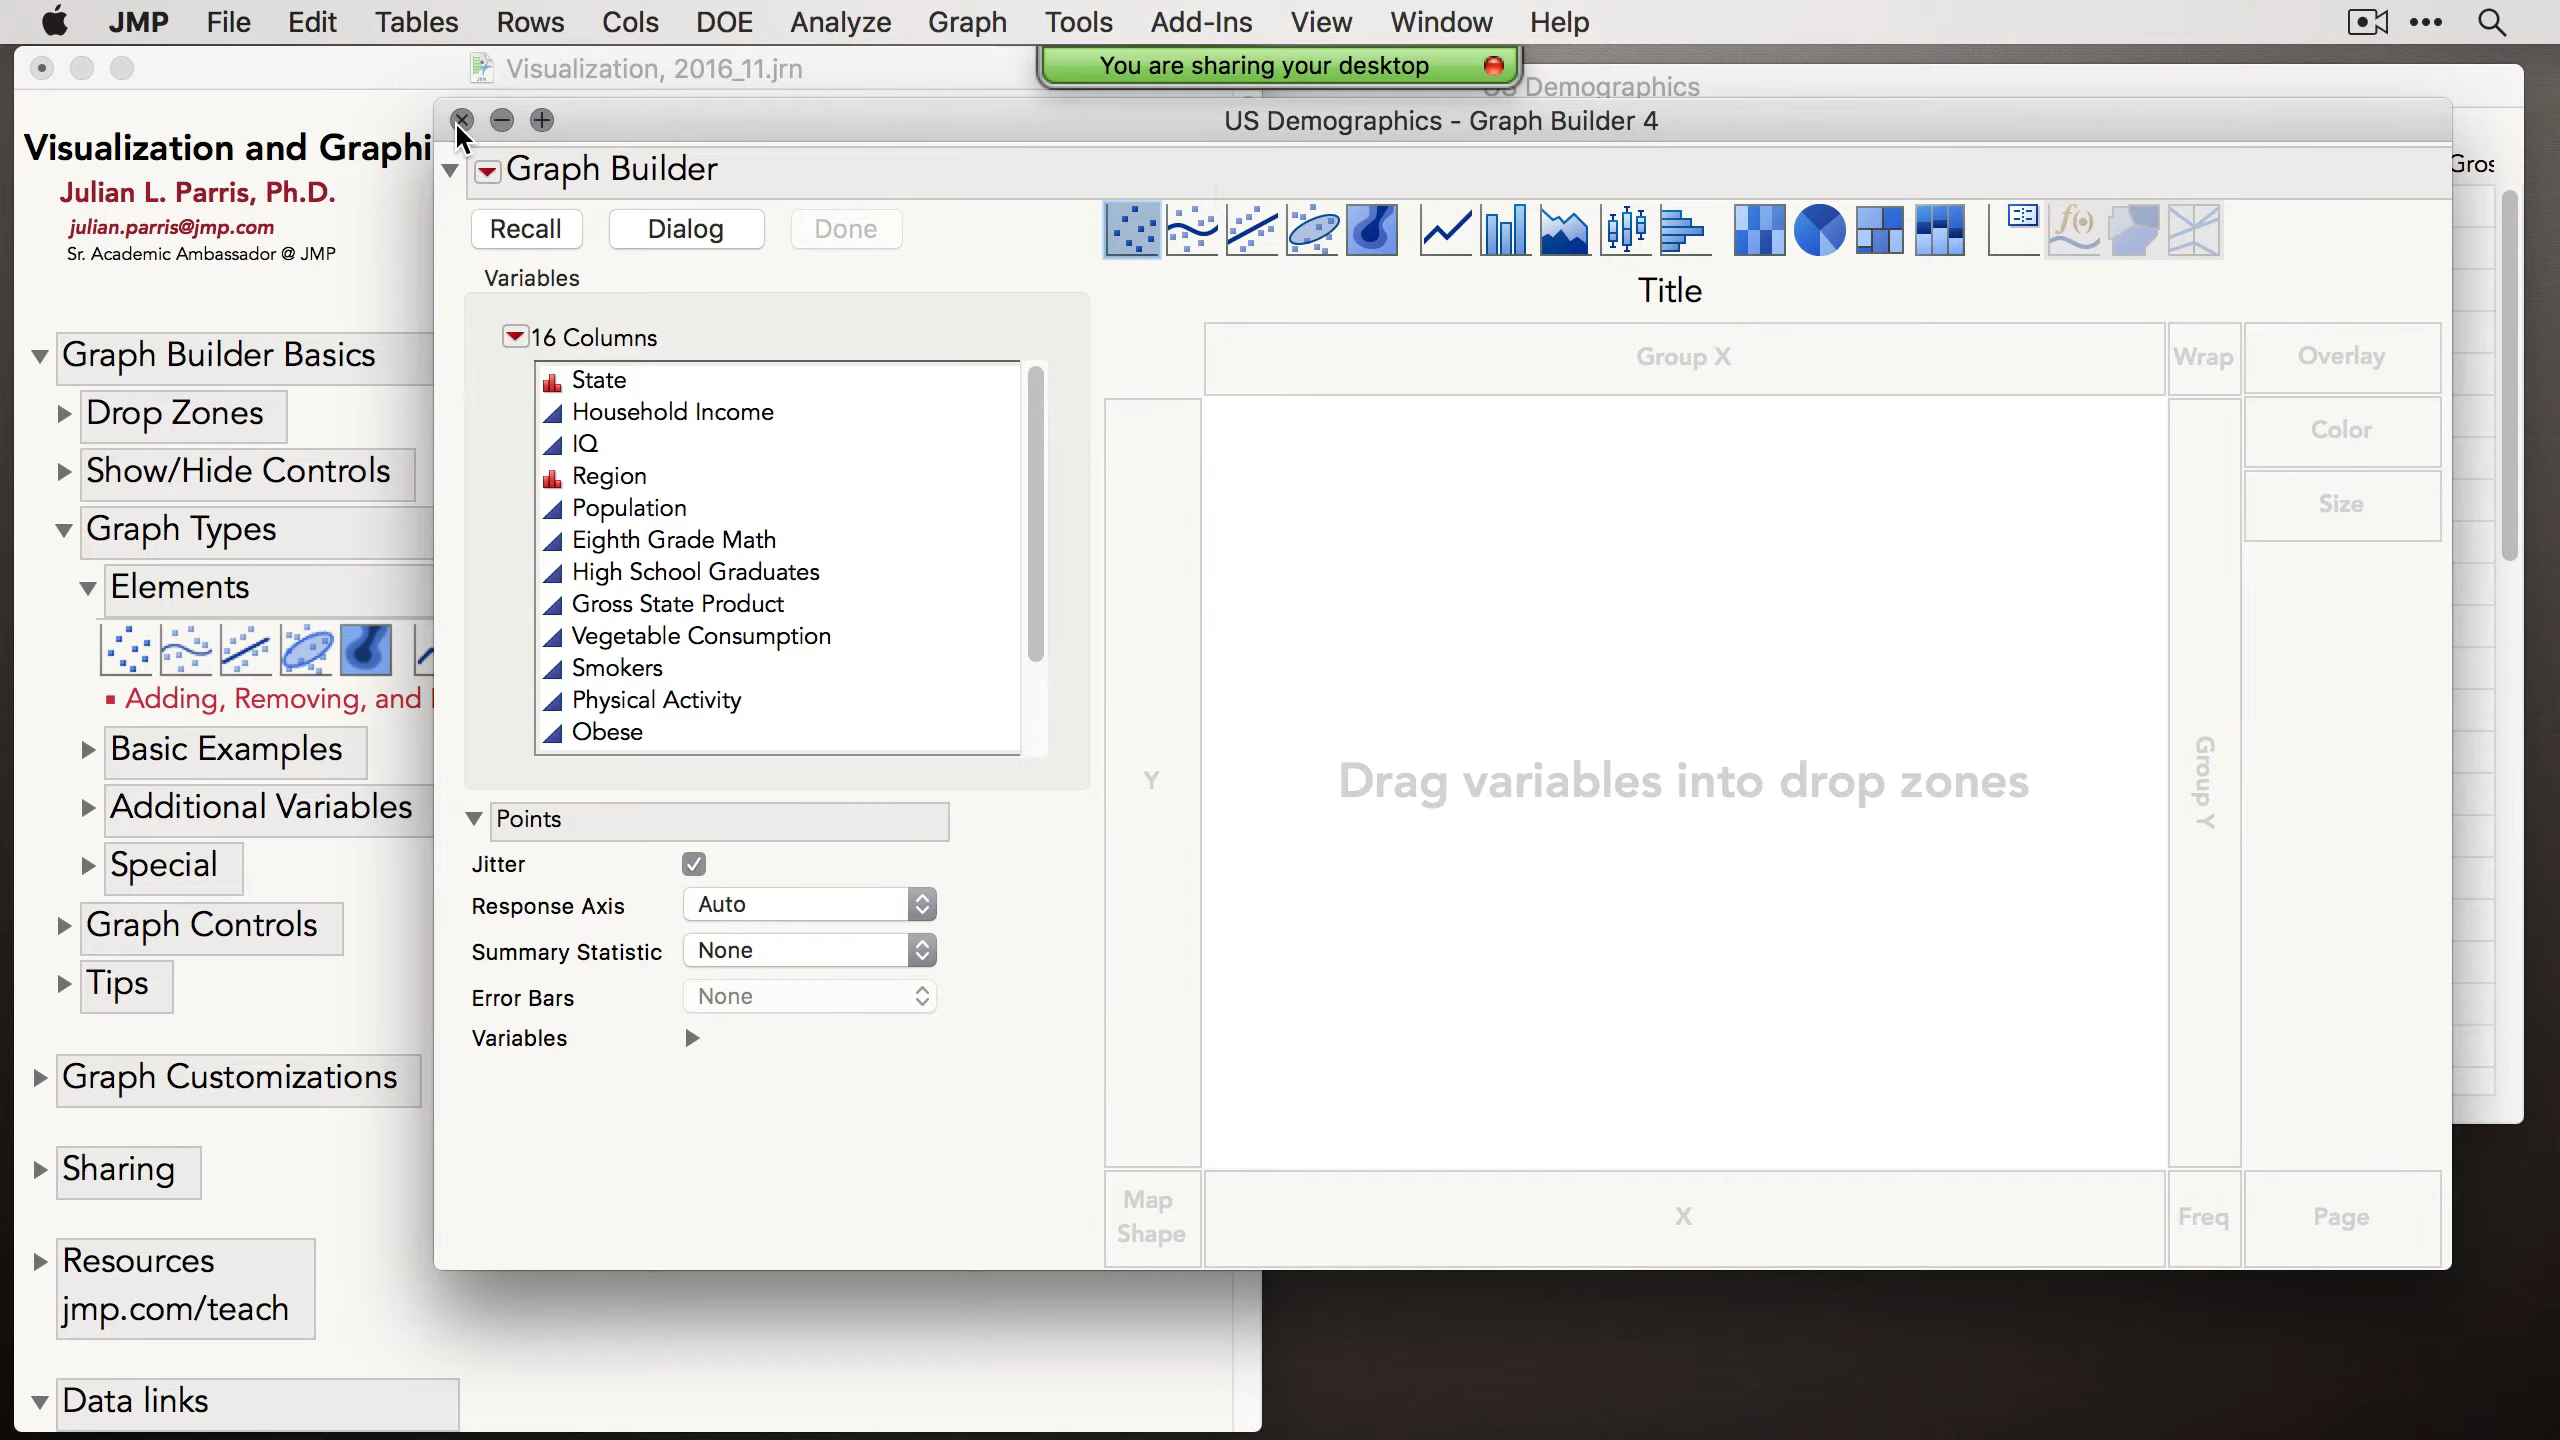 JMP File Edit Tables Rows Cols DOE Analyze Graph Tools Add-Ins View Window Help
Visualization, 2016_11.jrn
You are sharing your desktop
US Demographics
US Demographics - Graph Builder 4
Visualization and Graphi
Julian L. Parris, Ph.D.
julian.parris@jmp.com
Sr. Academic Ambassador @ JMP
Graph Builder Basics
Drop Zones
Show/Hide Controls
Graph Types
Elements
Adding, Removing, and
Basic Examples
Additional Variables
Special
Graph Controls
Tips
Graph Customizations
Sharing
Resources
jmp.com/teach
Data links
Graph Builder
Recall Dialog Done
Variables
16 Columns
State
Household Income
IQ
Region
Population
Eighth Grade Math
High School Graduates
Gross State Product
Vegetable Consumption
Smokers
Physical Activity
Obese
Points
Jitter
Response Axis Auto
Summary Statistic None
Error Bars None
Variables
Title
Group X
Wrap
Overlay
Color
Size
Y
Drag variables into drop zones
Group Y
Map
Shape
X
Freq
Page
Gros